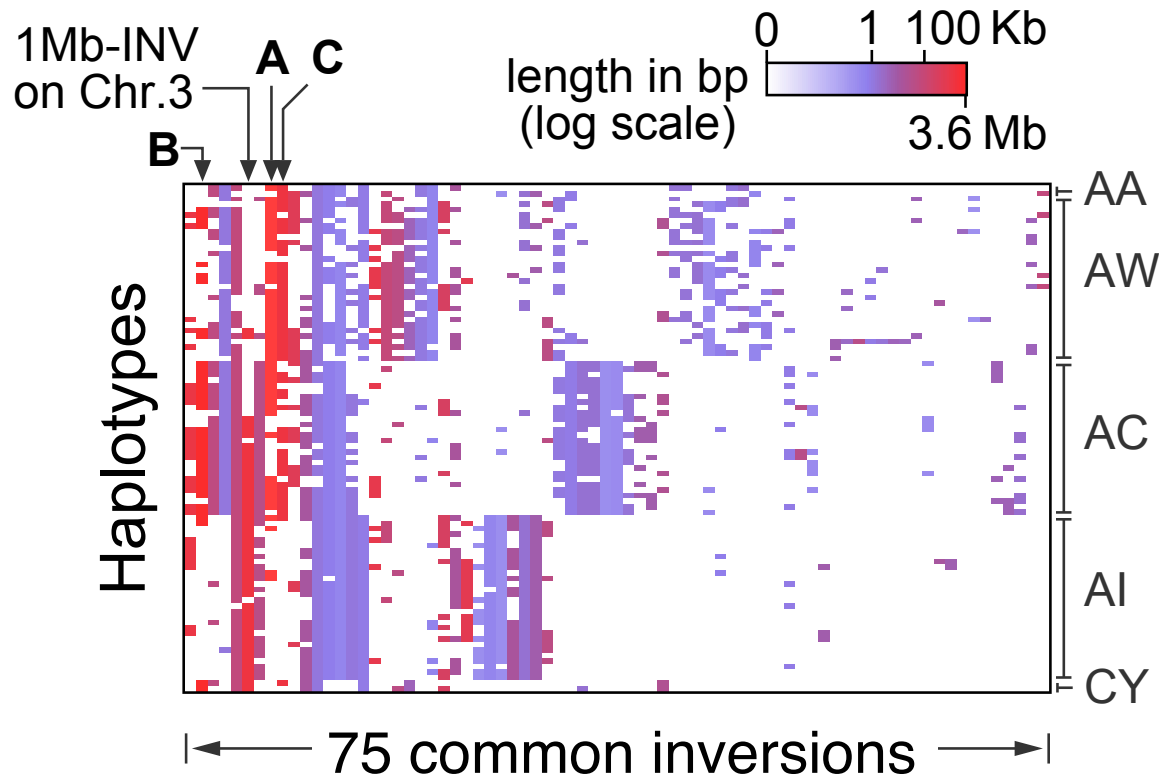 1Mb-INV
on Chr.3
A
C
B
0
1
100 Kb
length in bp
(log scale)
3.6 Mb
Haplotypes
AA
AW
AC
AI
CY
75 common inversions